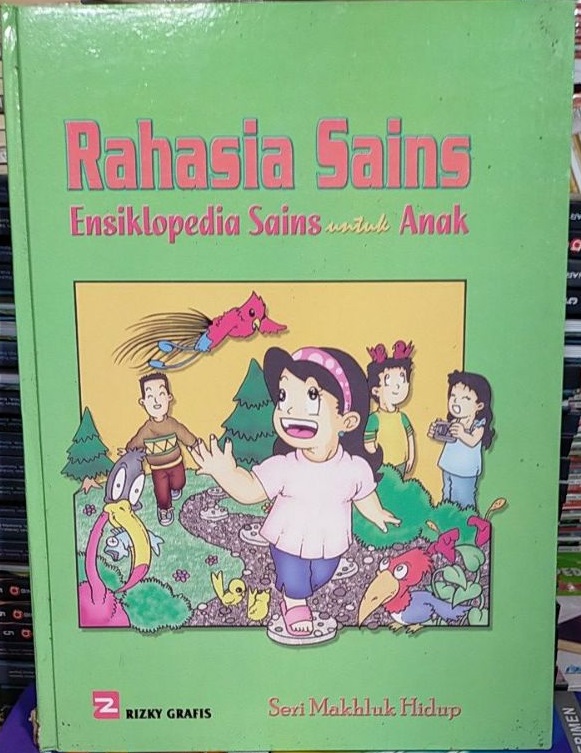 Rahasia Sains
Ensiklopedia Sains untuk Anak
RIZKY GRAFIS
Seri Makhluk Hidup